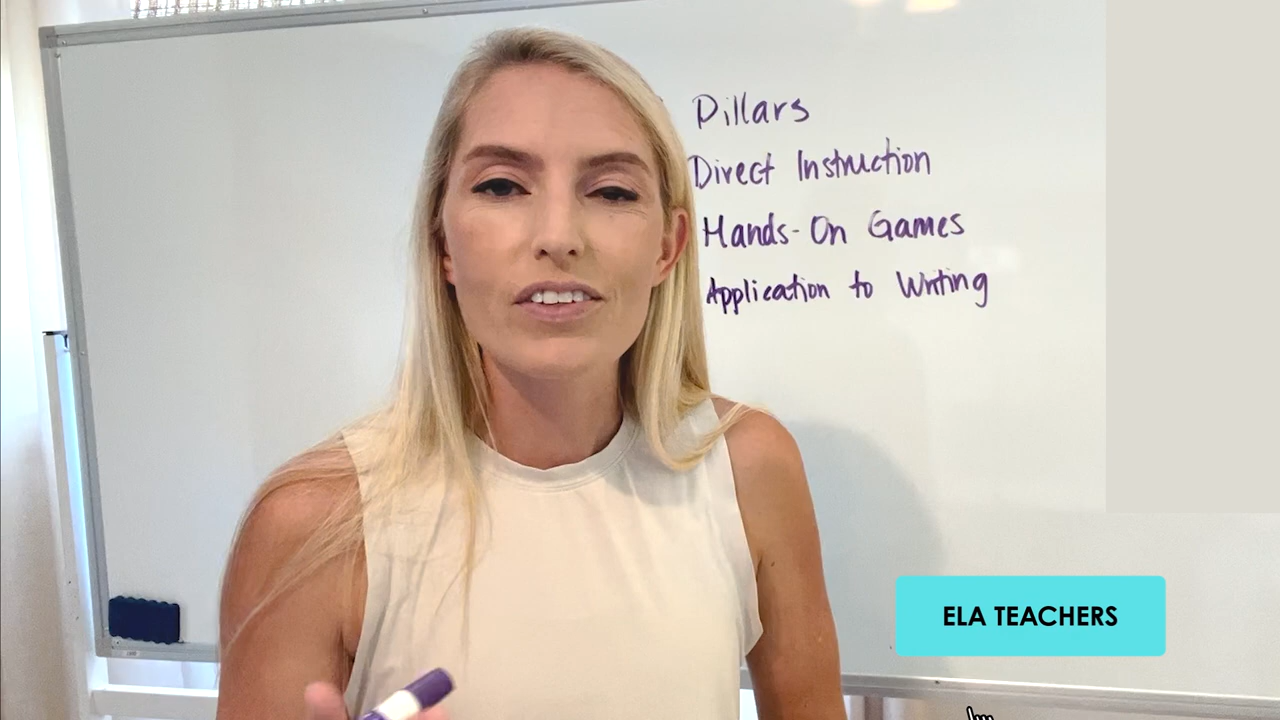 Pillars
Direct Instruction
Hands-On Games
Application to Writing
ELA TEACHERS